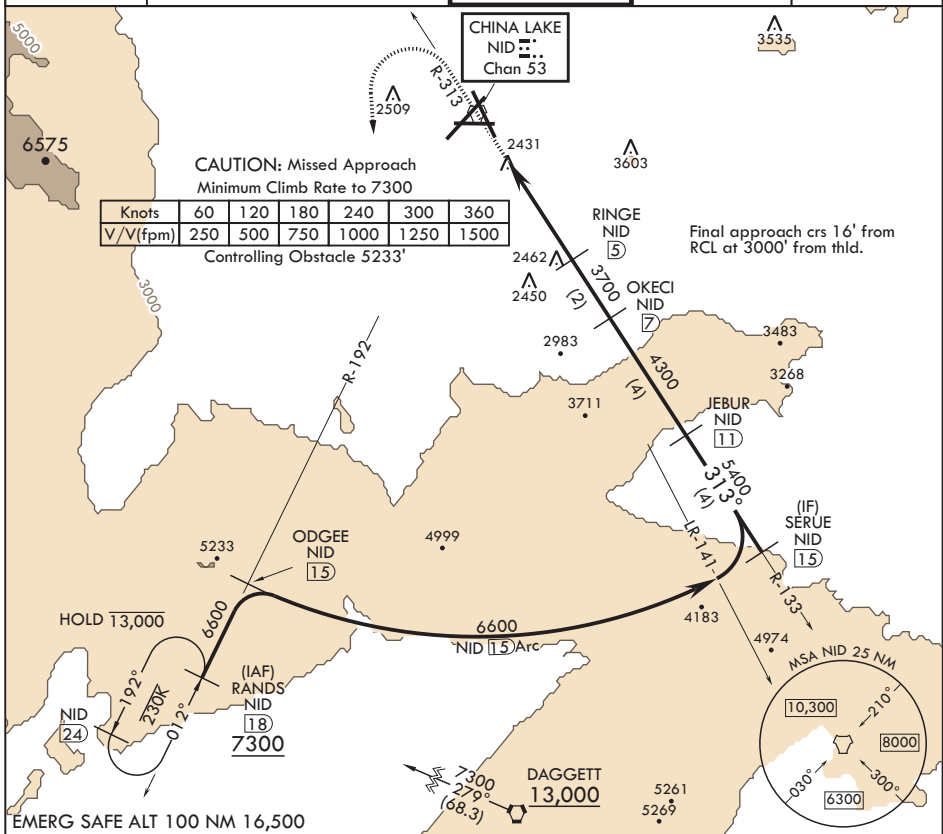 CHINA LAKE
NID
Chan 53
5000
3535
R-313
2509
6575
2431
3603
CAUTION: Missed Approach
Minimum Climb Rate to 7300
Knots 60 120 180 240 300 360
V/V(fpm) 250 500 750 1000 1250 1500
Controlling Obstacle 5233'
RINGE
NID
5
Final approach crs 16' from
RCL at 3000' from thld.
2462
3700
(2)
2450
OKECI
NID
7
3000
2983
3483
R-192
4300
(4)
3268
3711
JEBUR
NID
11
5400
313°
(4)
(IF)
SERUE
NID
15
LR-141
R-133
5233
ODGEE
NID
15
4999
HOLD 13,000
6600
6600
NID 15 Arc
4183
4974
192°
230K
012°
(IAF)
RANDS
NID
18
7300
NID
24
MSA NID 25 NM
10,300
210°
8000
030°
300°
6300
7300
279°
(68.3)
DAGGETT
13,000
5261
5269
EMERG SAFE ALT 100 NM 16,500